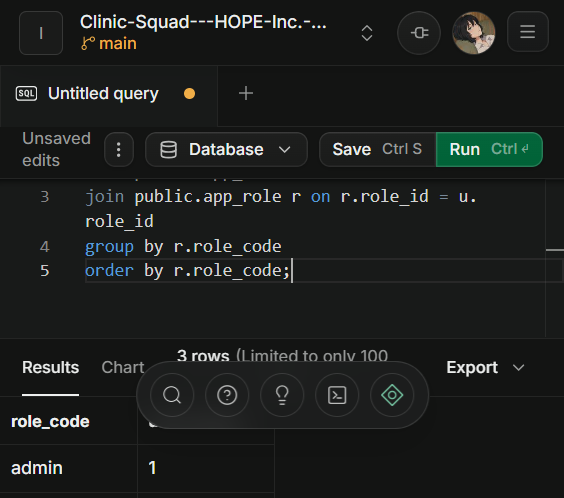 I
Clinic-Squad---HOPE-Inc.-...
main
SQL Untitled query
Unsaved edits
Database
Save Ctrl S
Run Ctrl ↲
3 join public.app_role r on r.role_id = u.
role_id
4 group by r.role_code
5 order by r.role_code;
Results
Chart
3 rows (Limited to only 100
Export
role_code
admin 1